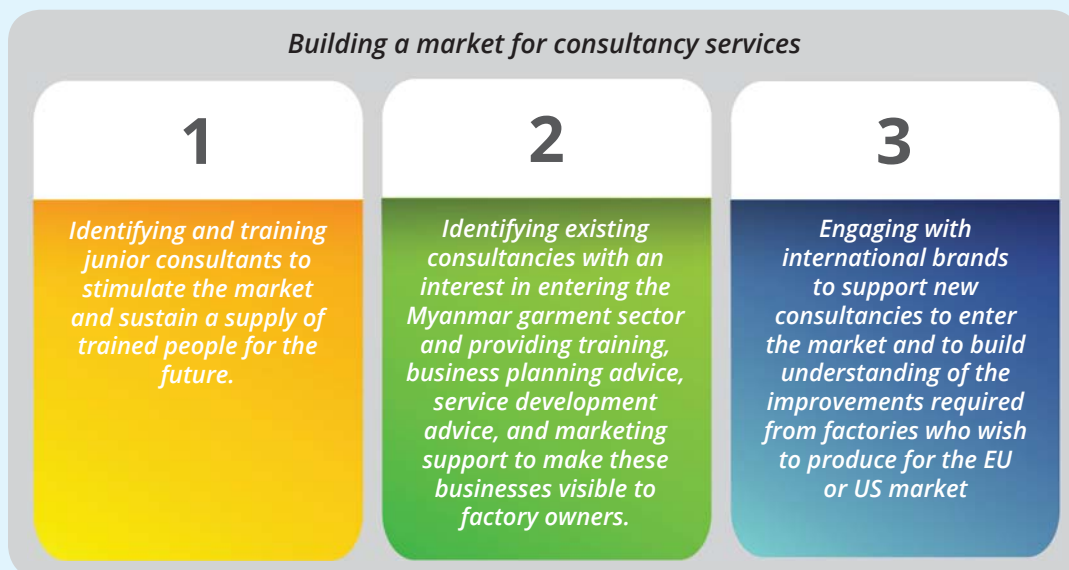 Building a market for consultancy services
1
Identifying and training
junior consultants to
stimulate the market
and sustain a supply of
trained people for the
future.
2
Identifying existing
consultancies with an
interest in entering the
Myanmar garment sector
and providing training,
business planning advice,
service development
advice, and marketing
support to make these
businesses visible to
factory owners.
3
Engaging with
international brands
to support new
consultancies to enter
the market and to build
understanding of the
improvements required
from factories who wish
to produce for the EU
or US market